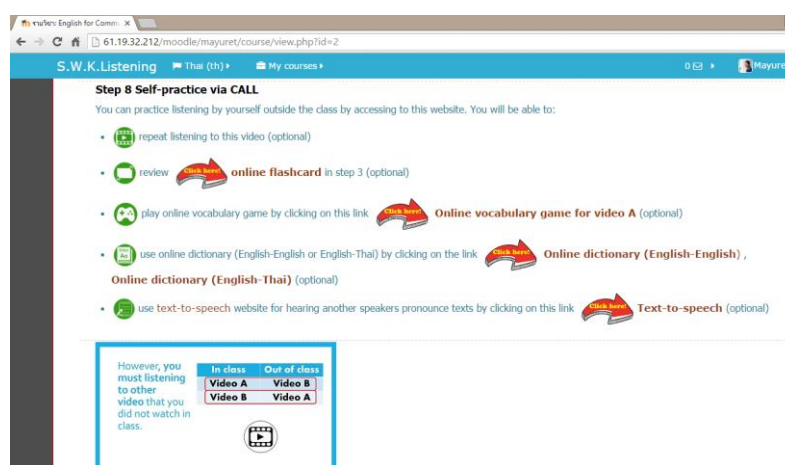 รายวิชา: English for Commu
61.19.32.212/moodle/mayuret/course/view.php?id=2
S.W.K.Listening Thai (th) My courses 0 Mayure
Step 8 Self-practice via CALL
You can practice listening by yourself outside the class by accessing to this website. You will be able to:
repeat listening to this video (optional)
review Click here! online flashcard in step 3 (optional)
play online vocabulary game by clicking on this link Click here! Online vocabulary game for video A (optional)
use online dictionary (English-English or English-Thai) by clicking on the link Click here! Online dictionary (English-English) ,
Online dictionary (English-Thai) (optional)
use text-to-speech website for hearing another speakers pronounce texts by clicking on this link Click here! Text-to-speech (optional)
However, you
must listening
to other
video that you
did not watch in
class.
In class Out of class
Video A Video B
Video B Video A